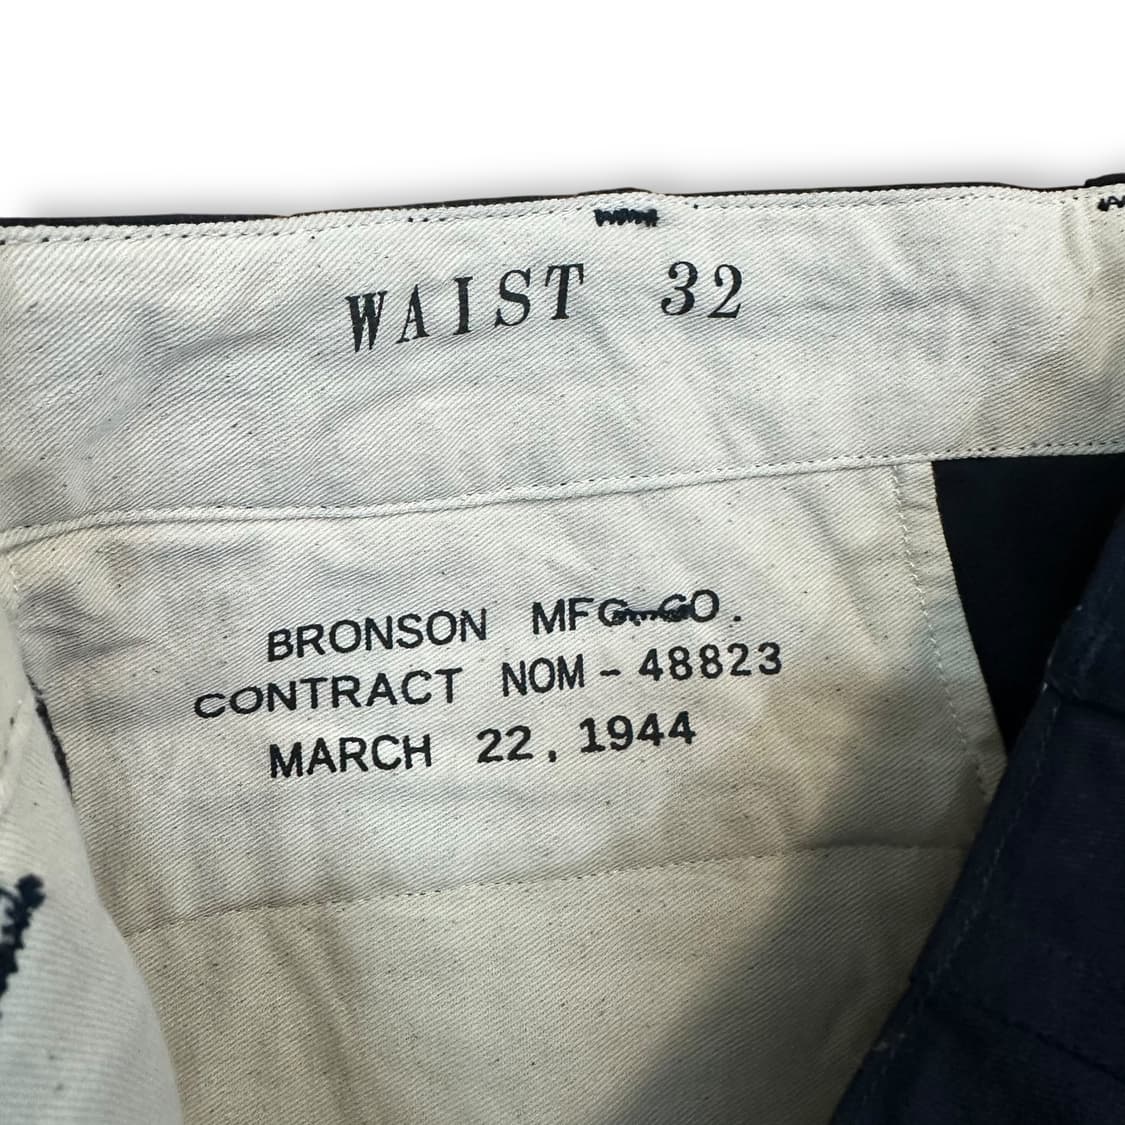 WAIST 32
BRONSON MFG. CO.
CONTRACT NOM - 48823
MARCH 22, 1944